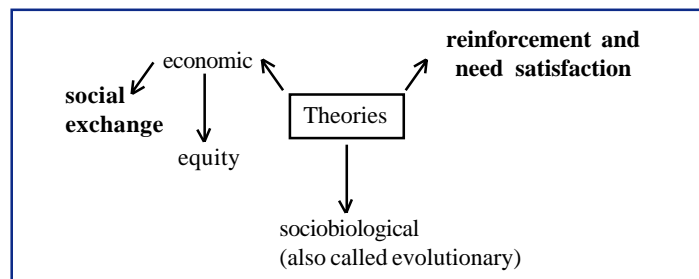 reinforcement and
need satisfaction
economic
social
exchange
Theories
equity
sociobiological
(also called evolutionary)